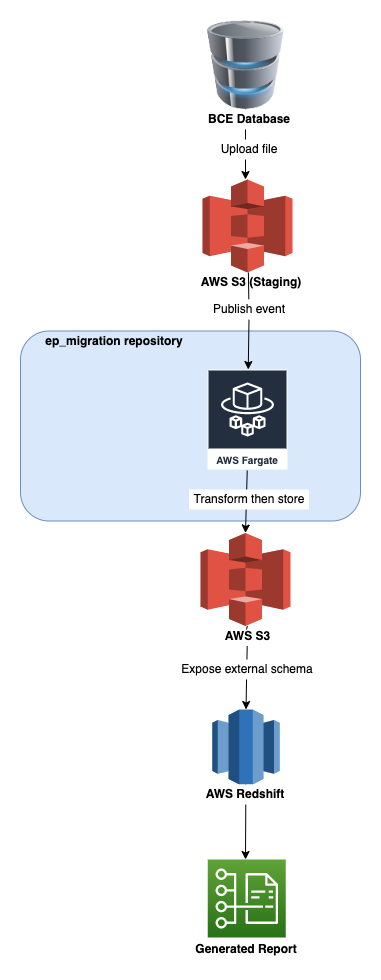 BCE Database
Upload file
AWS S3 (Staging)
Publish event
ep_migration repository
AWS Fargate
Transform then store
AWS S3
Expose external schema
AWS Redshift
Generated Report